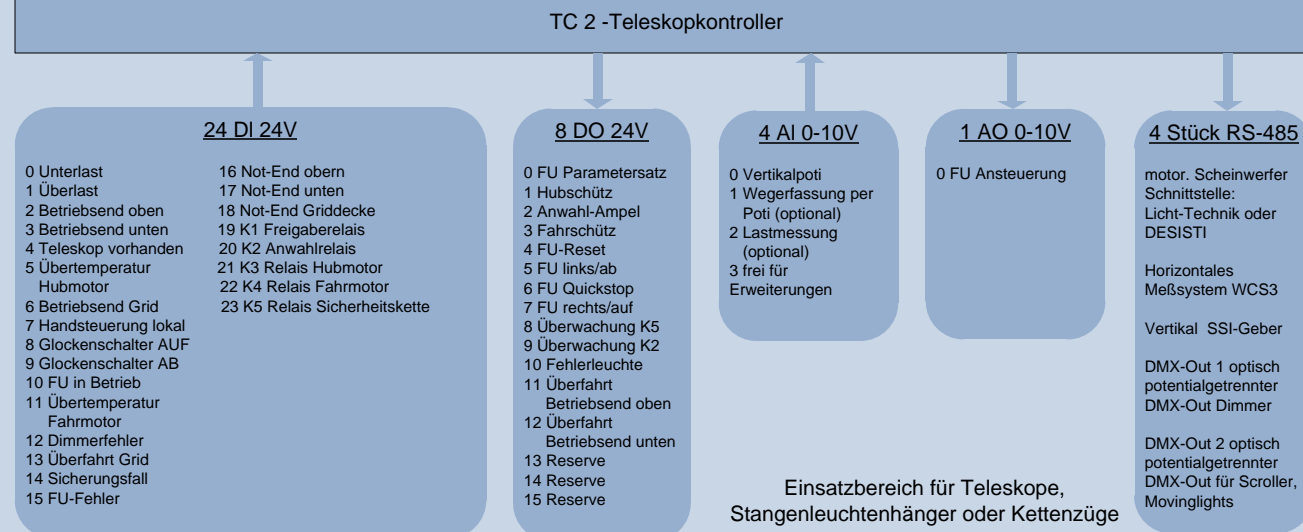 TC 2 -Teleskopkontroller
24 DI 24V
0 Unterlast
1 Überlast
2 Betriebsend oben
3 Betriebsend unten
4 Teleskop vorhanden
5 Übertemperatur
Hubmotor
6 Betriebsend Grid
7 Handsteuerung lokal
8 Glockenschalter AUF
9 Glockenschalter AB
10 FU in Betrieb
11 Übertemperatur
Fahrmotor
12 Dimmerfehler
13 Überfahrt Grid
14 Sicherungsfall
15 FU-Fehler
16 Not-End obern
17 Not-End unten
18 Not-End Griddecke
19 K1 Freigaberelais
20 K2 Anwahlrelais
21 K3 Relais Hubmotor
22 K4 Relais Fahrmotor
23 K5 Relais Sicherheitskette
8 DO 24V
0 FU Parametersatz
1 Hubschütz
2 Anwahl-Ampel
3 Fahrschütz
4 FU-Reset
5 FU links/ab
6 FU Quickstop
7 FU rechts/auf
8 Überwachung K5
9 Überwachung K2
10 Fehlerleuchte
11 Überfahrt
Betriebsend oben
12 Überfahrt
Betriebsend unten
13 Reserve
14 Reserve
15 Reserve
4 AI 0-10V
0 Vertikalpoti
1 Wegerfassung per
Poti (optional)
2 Lastmessung
(optional)
3 frei für
Erweiterungen
1 AO 0-10V
0 FU Ansteuerung
4 Stück RS-485
motor. Scheinwerfer
Schnittstelle:
Licht-Technik oder
DESISTI
Horizontales
Meßsystem WCS3
Vertikal SSI-Geber
DMX-Out 1 optisch
potentialgetrennter
DMX-Out Dimmer
DMX-Out 2 optisch
potentialgetrennter
DMX-Out für Scroller,
Movinglights
Einsatzbereich für Teleskope,
Stangenleuchtenhänger oder Kettenzüge